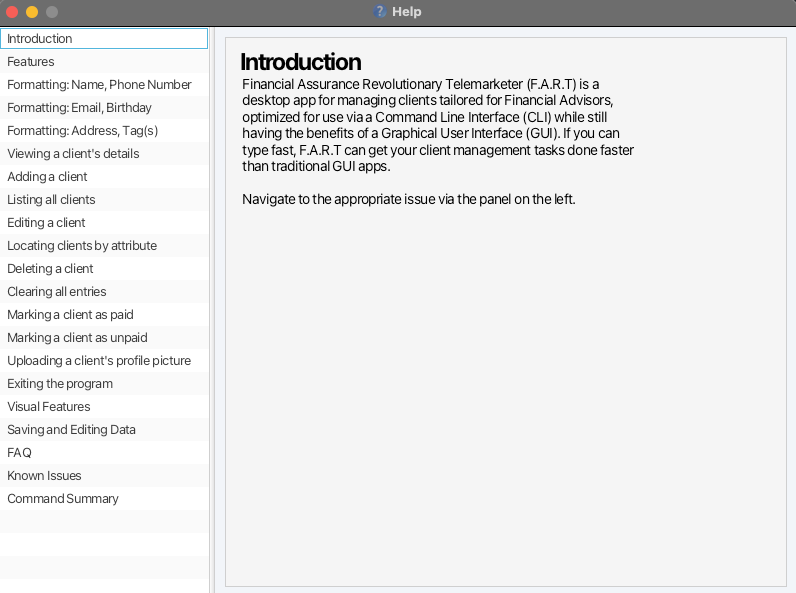 Help
Introduction
Features
Formatting: Name, Phone Number
Formatting: Email, Birthday
Formatting: Address, Tag(s)
Viewing a client's details
Adding a client
Listing all clients
Editing a client
Locating clients by attribute
Deleting a client
Clearing all entries
Marking a client as paid
Marking a client as unpaid
Uploading a client's profile picture
Exiting the program
Visual Features
Saving and Editing Data
FAQ
Known Issues
Command Summary
Introduction
Financial Assurance Revolutionary Telemarketer (F.A.R.T) is a
desktop app for managing clients tailored for Financial Advisors,
optimized for use via a Command Line Interface (CLI) while still
having the benefits of a Graphical User Interface (GUI). If you can
type fast, F.A.R.T can get your client management tasks done faster
than traditional GUI apps.
Navigate to the appropriate issue via the panel on the left.